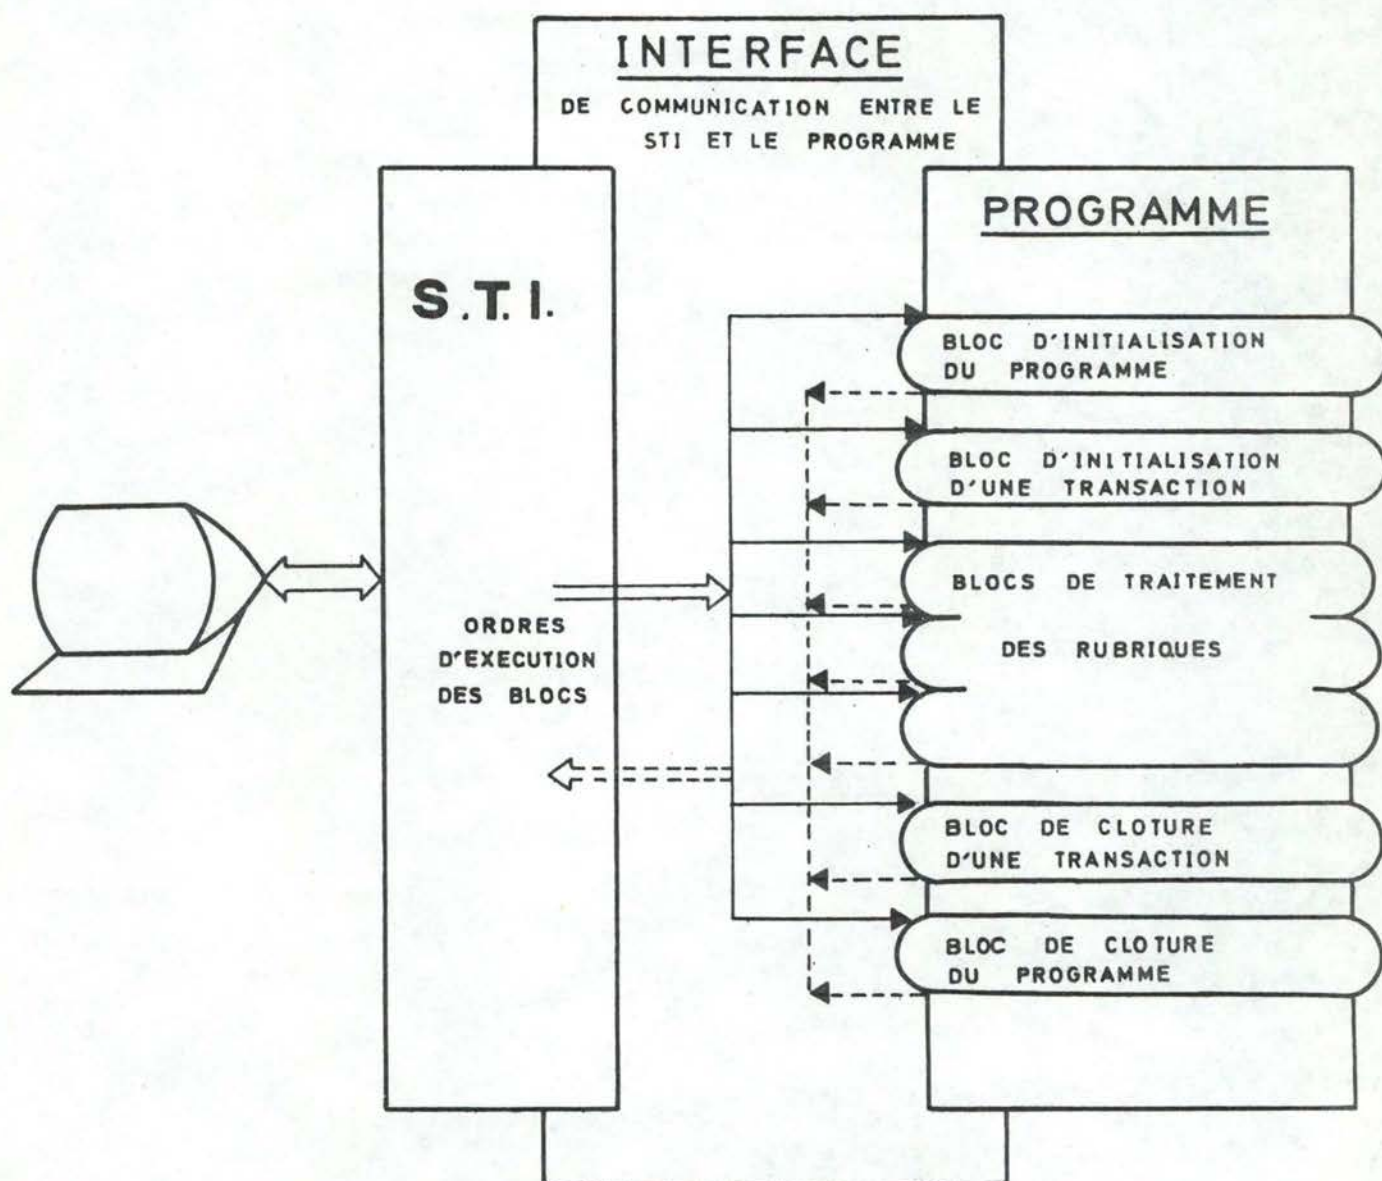 INTERFACE
DE COMMUNICATION ENTRE LE
STI ET LE PROGRAMME
S.T.I.
ORDRES
D'EXECUTION
DES BLOCS
PROGRAMME
BLOC D'INITIALISATION
DU PROGRAMME
BLOC D'INITIALISATION
D'UNE TRANSACTION
BLOCS DE TRAITEMENT
DES RUBRIQUES
BLOC DE CLOTURE
D'UNE TRANSACTION
BLOC DE CLOTURE
DU PROGRAMME